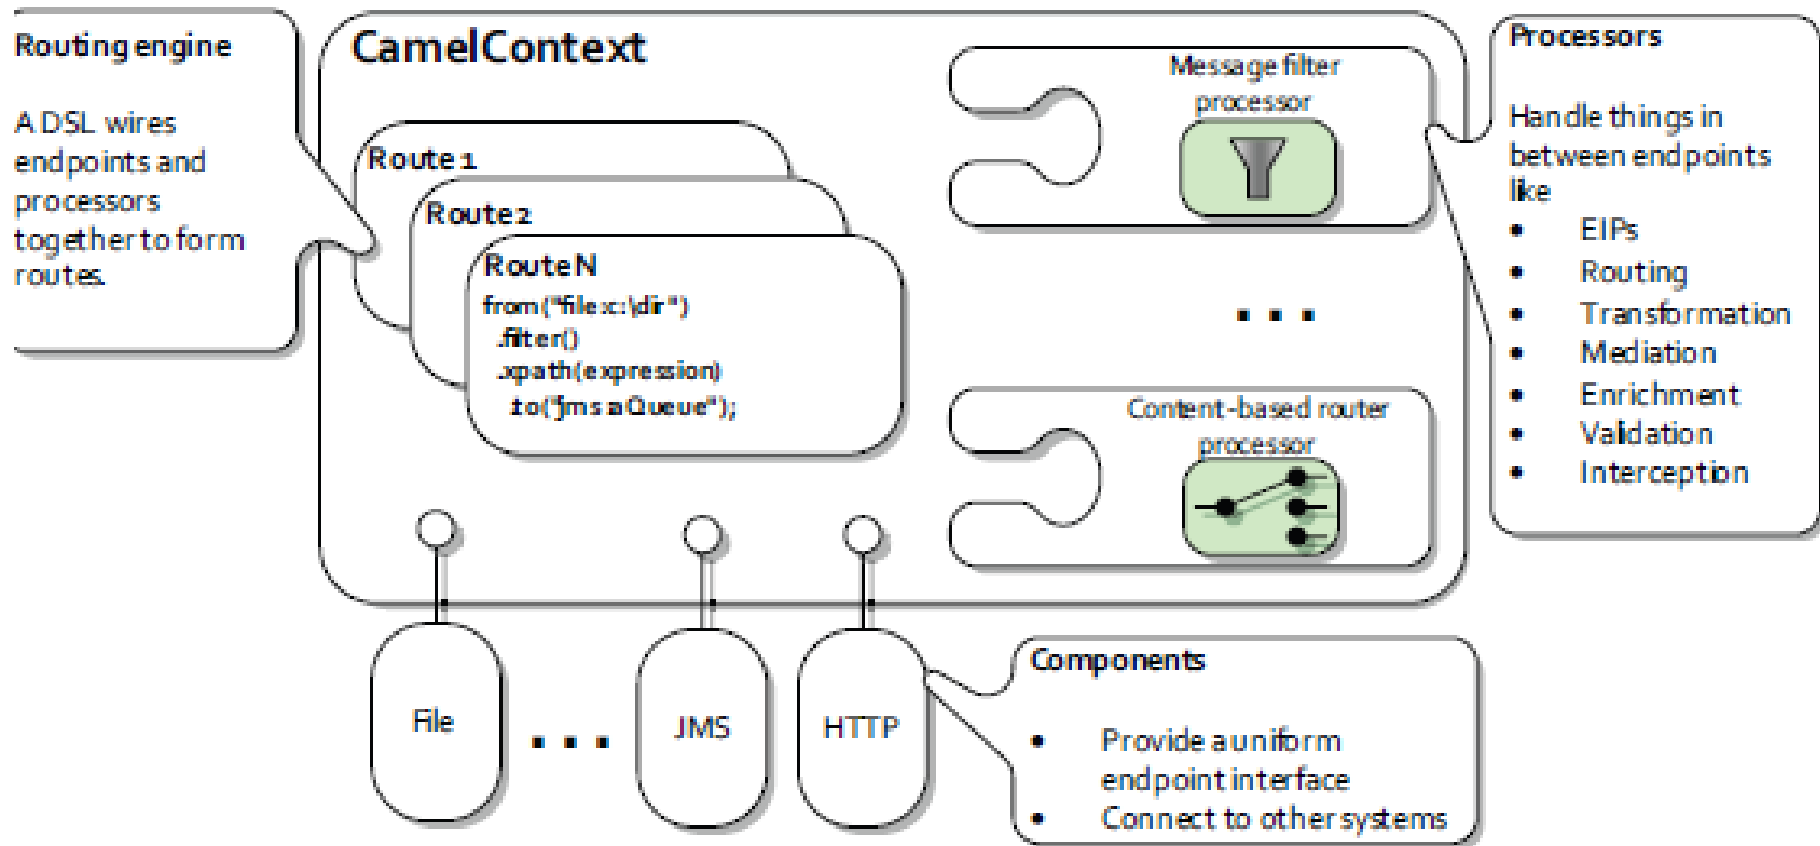 Routing engine
A DSL wires
endpoints and
processors
together to form
routes.
CamelContext
Route 1
Route 2
Route N
from("file:c:\dir")
.filter()
.xpath(expression)
.to("jms:aQueue");
Message filter
processor
...
Content-based router
processor
Processors
Handle things in
between endpoints
like
• EIPs
• Routing
• Transformation
• Mediation
• Enrichment
• Validation
• Interception
File
...
JMS
HTTP
Components
• Provide a uniform
endpoint interface
• Connect to other systems